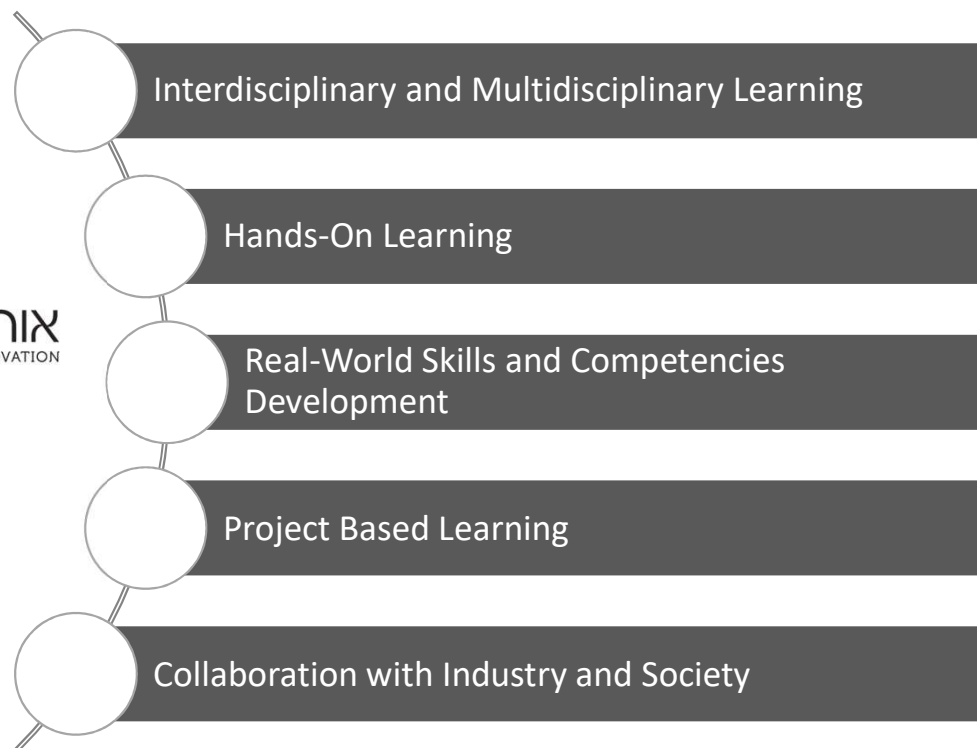 Interdisciplinary and Multidisciplinary Learning
Hands-On Learning
Real-World Skills and Competencies
Development
Project Based Learning
Collaboration with Industry and Society